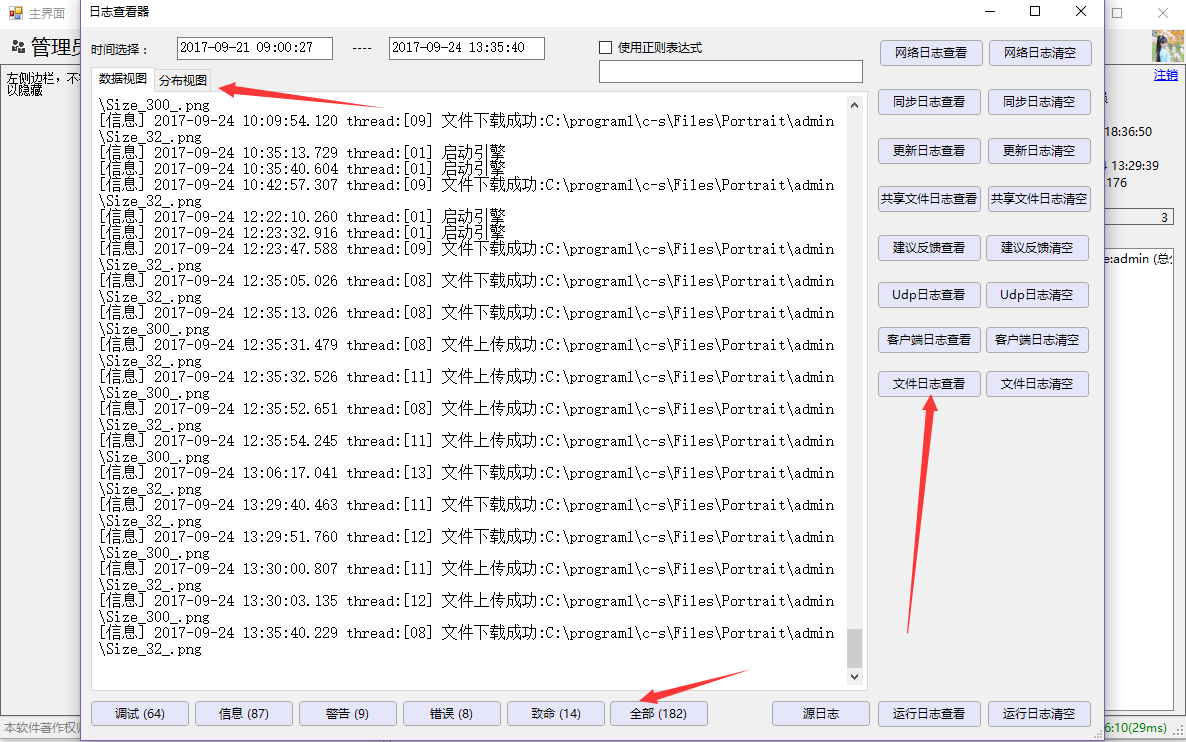 主界面
日志查看器
管理员
时间选择： 2017-09-21 09:00:27 ---- 2017-09-24 13:35:40
使用正则表达式
网络日志查看 网络日志清空
注销
左侧边栏，不
以隐藏
数据视图 分布视图
同步日志查看 同步日志清空
\Size_300_.png
[信息] 2017-09-24 10:09:54.120 thread:[09] 文件下载成功:C:\program1\c-s\Files\Portrait\admin
\Size_32_.png
18:36:50
[信息] 2017-09-24 10:35:13.729 thread:[01] 启动引擎
更新日志查看 更新日志清空
[信息] 2017-09-24 10:35:40.604 thread:[01] 启动引擎
13:29:39
[信息] 2017-09-24 10:42:57.307 thread:[09] 文件下载成功:C:\program1\c-s\Files\Portrait\admin
176
\Size_32_.png
共享文件日志查看 共享文件日志清空
[信息] 2017-09-24 12:22:10.260 thread:[01] 启动引擎
3
[信息] 2017-09-24 12:23:32.916 thread:[01] 启动引擎
[信息] 2017-09-24 12:23:47.588 thread:[09] 文件下载成功:C:\program1\c-s\Files\Portrait\admin
建议反馈查看 建议反馈清空
\Size_32_.png
e:admin (总
[信息] 2017-09-24 12:35:05.026 thread:[08] 文件下载成功:C:\program1\c-s\Files\Portrait\admin
\Size_32_.png
Udp日志查看 Udp日志清空
[信息] 2017-09-24 12:35:13.026 thread:[08] 文件下载成功:C:\program1\c-s\Files\Portrait\admin
\Size_300_.png
客户端日志查看 客户端日志清空
[信息] 2017-09-24 12:35:31.479 thread:[08] 文件上传成功:C:\program1\c-s\Files\Portrait\admin
\Size_32_.png
[信息] 2017-09-24 12:35:32.526 thread:[11] 文件上传成功:C:\program1\c-s\Files\Portrait\admin
文件日志查看 文件日志清空
\Size_300_.png
[信息] 2017-09-24 12:35:52.651 thread:[08] 文件上传成功:C:\program1\c-s\Files\Portrait\admin
\Size_32_.png
[信息] 2017-09-24 12:35:54.245 thread:[11] 文件上传成功:C:\program1\c-s\Files\Portrait\admin
\Size_300_.png
[信息] 2017-09-24 13:06:17.041 thread:[13] 文件下载成功:C:\program1\c-s\Files\Portrait\admin
\Size_32_.png
[信息] 2017-09-24 13:29:40.463 thread:[11] 文件下载成功:C:\program1\c-s\Files\Portrait\admin
\Size_32_.png
[信息] 2017-09-24 13:29:51.760 thread:[12] 文件下载成功:C:\program1\c-s\Files\Portrait\admin
\Size_300_.png
[信息] 2017-09-24 13:30:00.807 thread:[11] 文件上传成功:C:\program1\c-s\Files\Portrait\admin
\Size_32_.png
[信息] 2017-09-24 13:30:03.135 thread:[12] 文件上传成功:C:\program1\c-s\Files\Portrait\admin
\Size_300_.png
[信息] 2017-09-24 13:35:40.229 thread:[08] 文件下载成功:C:\program1\c-s\Files\Portrait\admin
\Size_32_.png
调试 (64) 信息 (87) 警告 (9) 错误 (8) 致命 (14) 全部 (182) 源日志 运行日志查看 运行日志清空
本软件著作权
6:10(29ms)